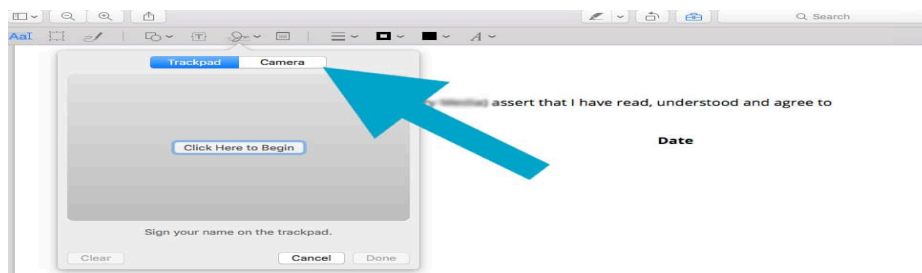 Search
AaI
A
Trackpad Camera
assert that I have read, understood and agree to
Date
Click Here to Begin
Sign your name on the trackpad.
Clear Cancel Done